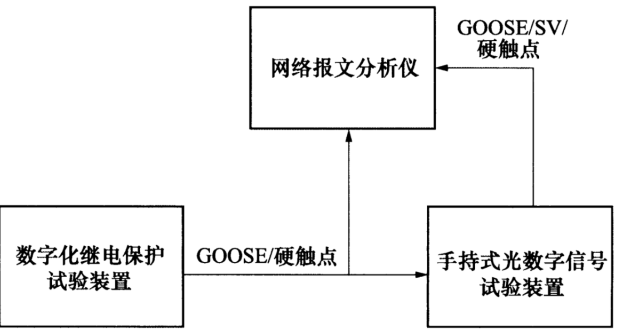 GOOSE/SV/
硬触点
网络报文分析仪
数字化继电保护
试验装置
GOOSE/硬触点
手持式光数字信号
试验装置